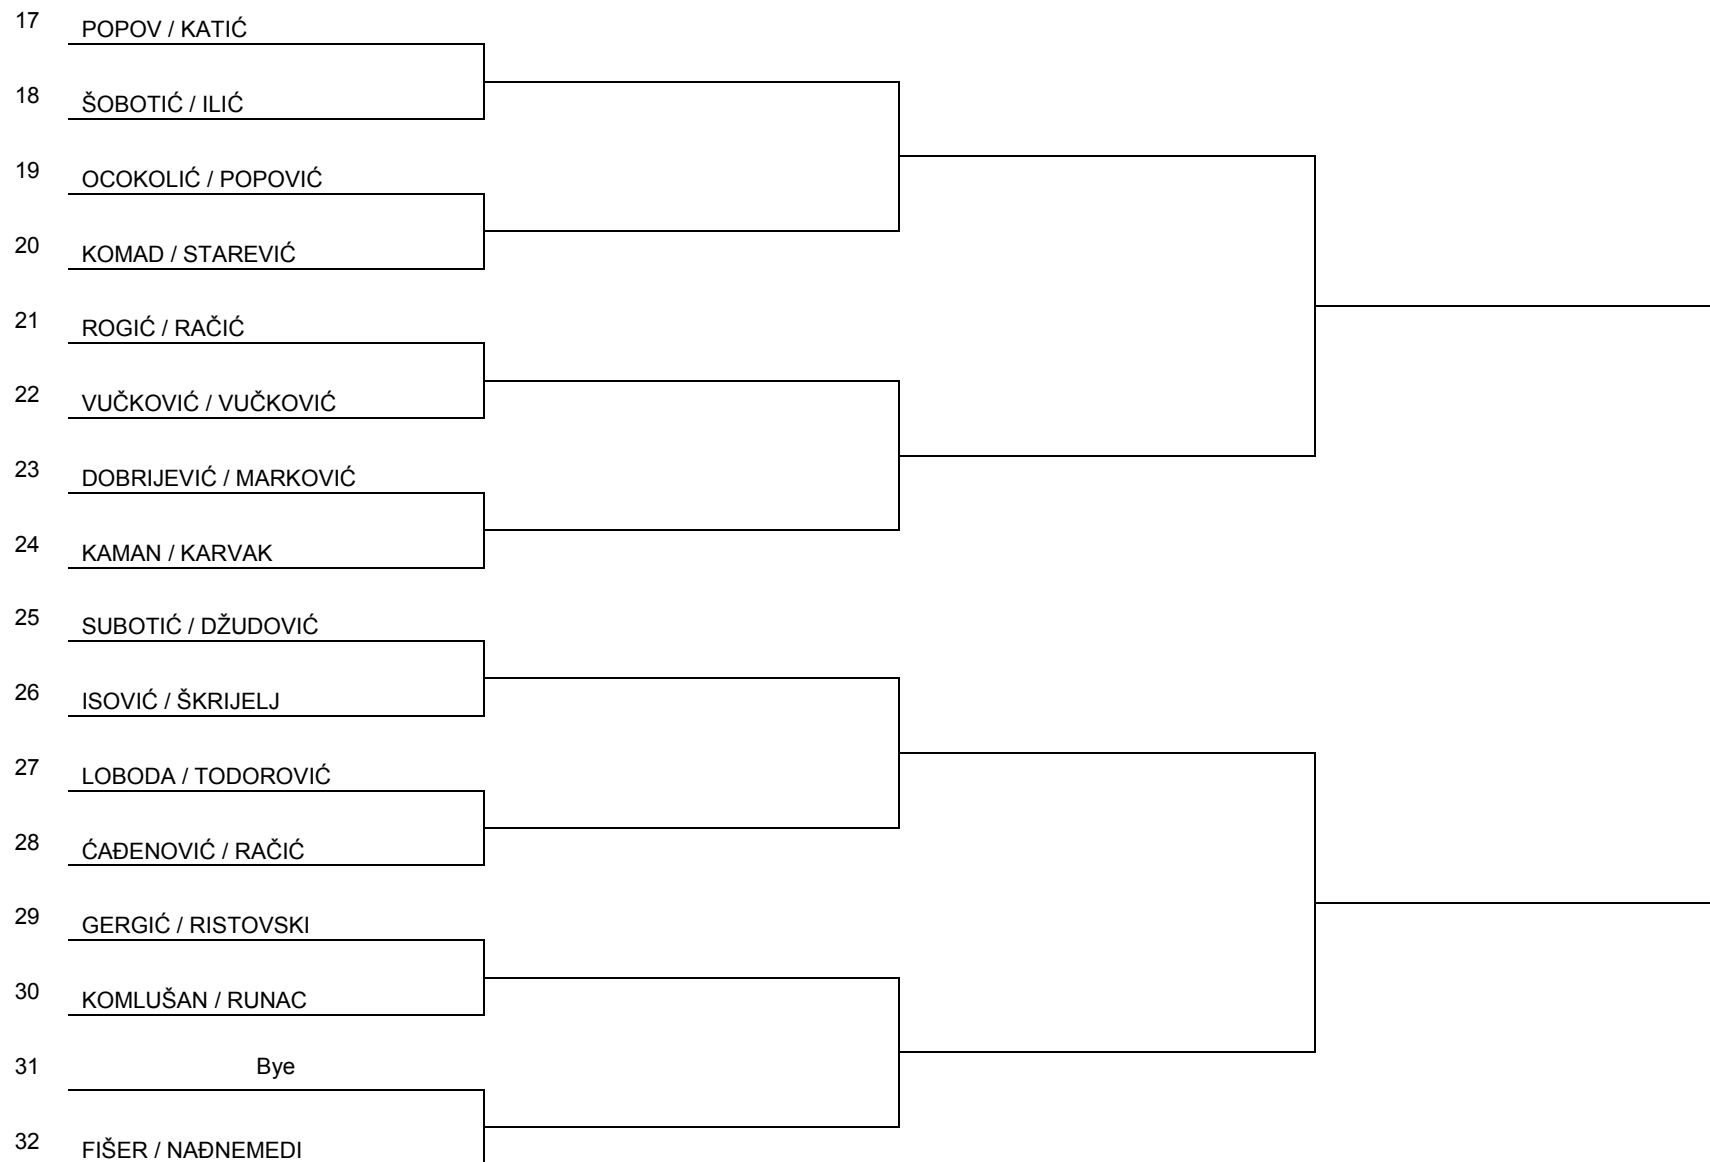 17 POPOV / KATIĆ
18 ŠOBOTIĆ / ILIĆ
19 OCOKOLIĆ / POPOVIĆ
20 KOMAD / STAREVIĆ
21 ROGIĆ / RAČIĆ
22 VUČKOVIĆ / VUČKOVIĆ
23 DOBRIJEVIĆ / MARKOVIĆ
24 KAMAN / KARVAK
25 SUBOTIĆ / DŽUDOVIĆ
26 ISOVIĆ / ŠKRIJELJ
27 LOBODA / TODOROVIĆ
28 ĆAĐENOVIĆ / RAČIĆ
29 GERGIĆ / RISTOVSKI
30 KOMLUŠAN / RUNAC
31 Bye
32 FIŠER / NAĐNEMEDI